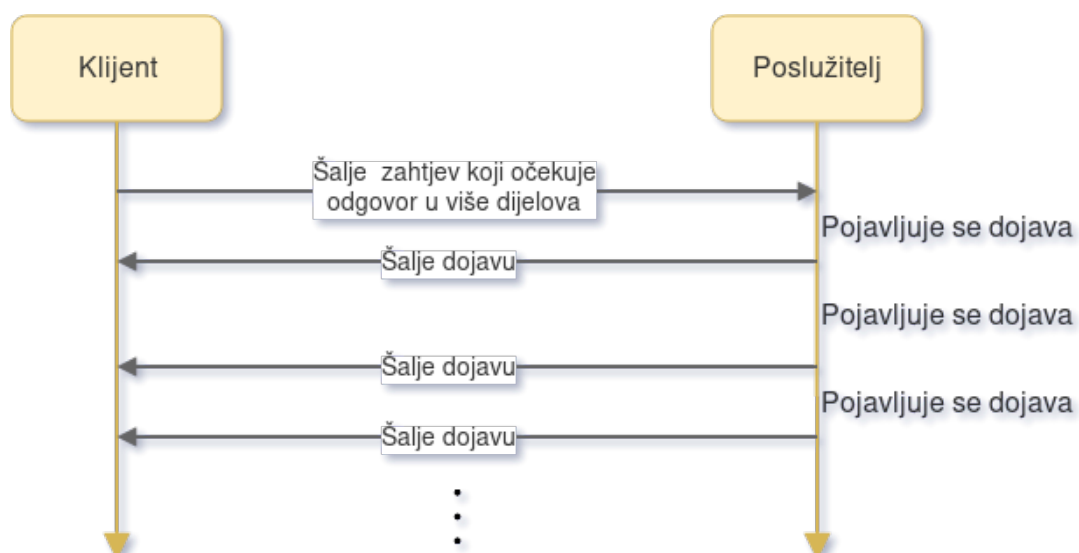 Klijent
Poslužitelj
Šalje zahtjev koji očekuje
odgovor u više dijelova
Pojavljuje se dojava
Šalje dojavu
Pojavljuje se dojava
Šalje dojavu
Pojavljuje se dojava
Šalje dojavu